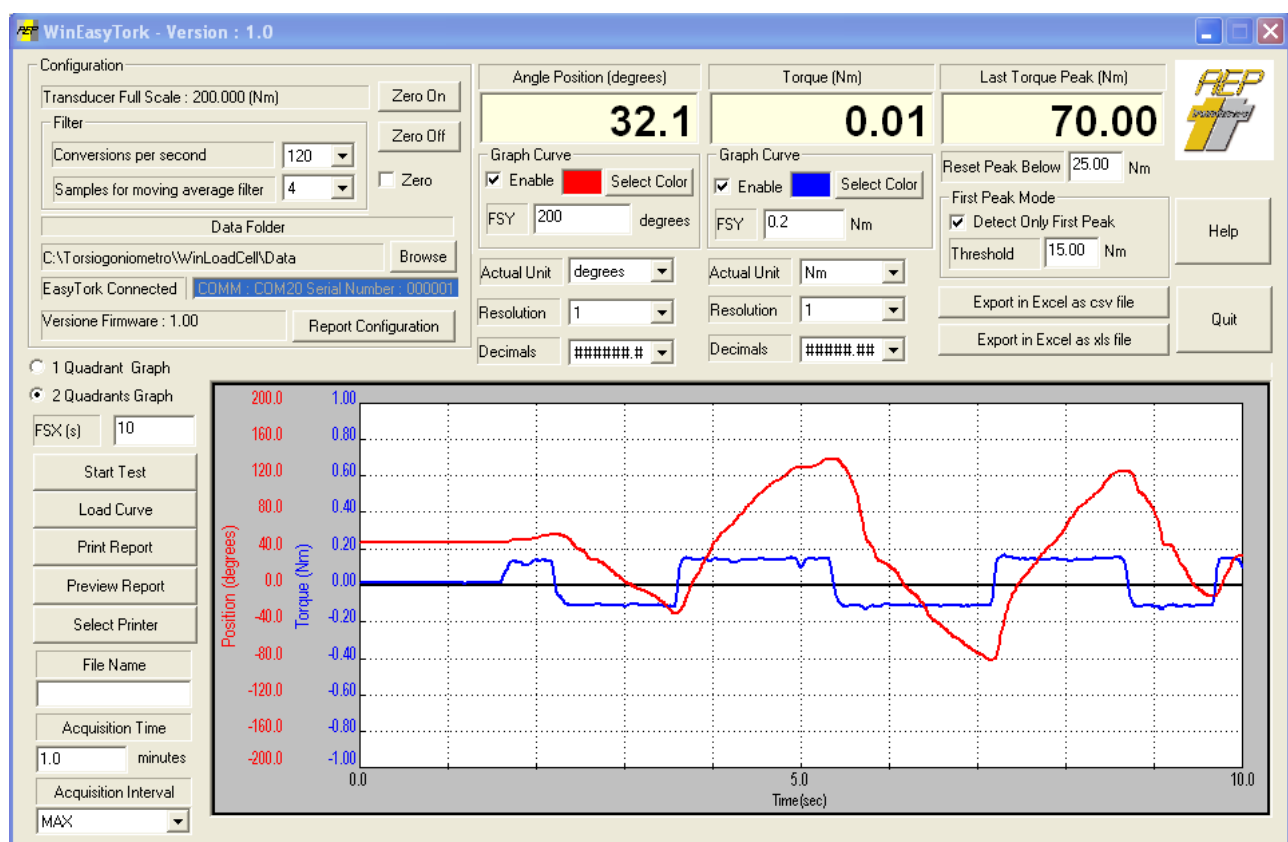 WinEasyTork - Version : 1.0
Configuration
Transducer Full Scale : 200.000 (Nm)
Zero On
Filter
Conversions per second 120
Samples for moving average filter 4
Zero Off
Zero
Data Folder
C:\Torsiogoniometro\WinLoadCell\Data
Browse
EasyTork Connected COMM : COM20 Serial Number : 000001
Versione Firmware : 1.00
Report Configuration
Angle Position (degrees)
32.1
Graph Curve
Enable Select Color
FSY 200 degrees
Actual Unit degrees
Resolution 1
Decimals ######.#
Torque (Nm)
0.01
Graph Curve
Enable Select Color
FSY 0.2 Nm
Actual Unit Nm
Resolution 1
Decimals #####.##
Last Torque Peak (Nm)
70.00
Reset Peak Below 25.00 Nm
First Peak Mode
Detect Only First Peak
Threshold 15.00 Nm
Export in Excel as csv file
Export in Excel as xls file
AEP
Help
Quit
1 Quadrant Graph
2 Quadrants Graph
FSX (s) 10
Start Test
Load Curve
Print Report
Preview Report
Select Printer
File Name
Acquisition Time
1.0 minutes
Acquisition Interval
MAX
Position (degrees)
200.0
160.0
120.0
80.0
40.0
0.0
-40.0
-80.0
-120.0
-160.0
-200.0
Torque (Nm)
1.00
0.80
0.60
0.40
0.20
0.00
-0.20
-0.40
-0.60
-0.80
-1.00
0.0 5.0 10.0
Time(sec)